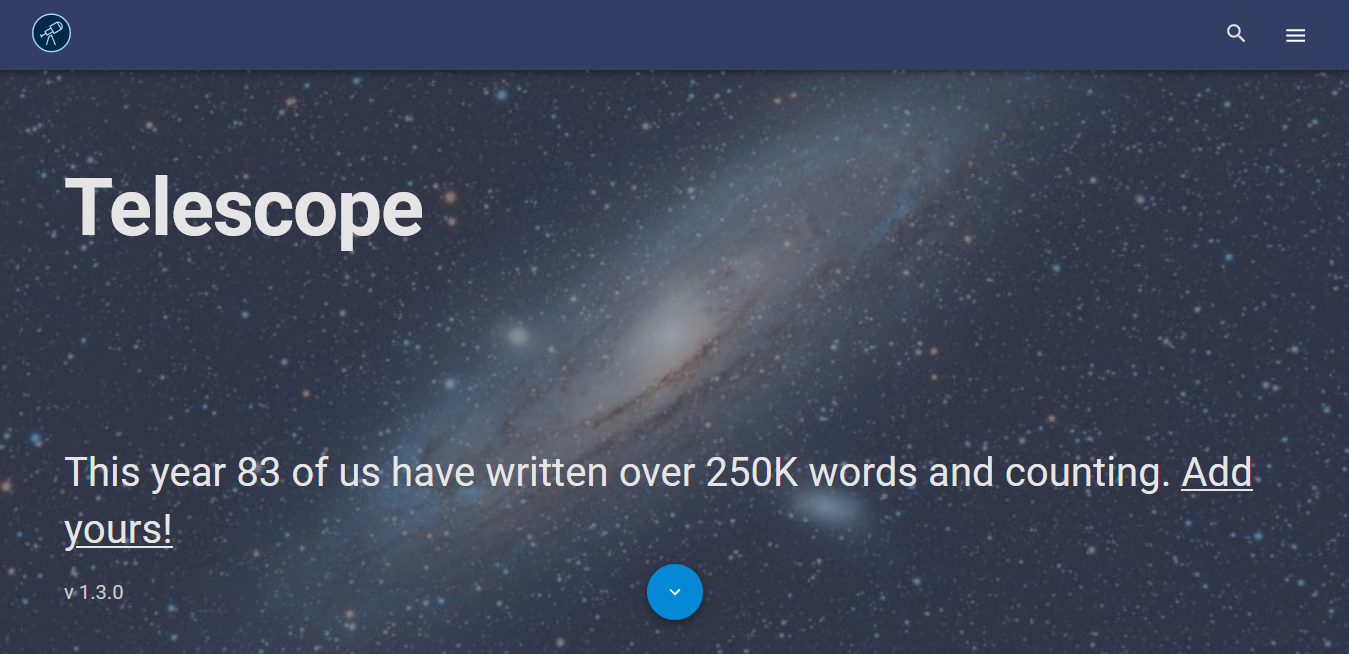 Telescope
This year 83 of us have written over 250K words and counting. Add
yours!
v 1.3.0